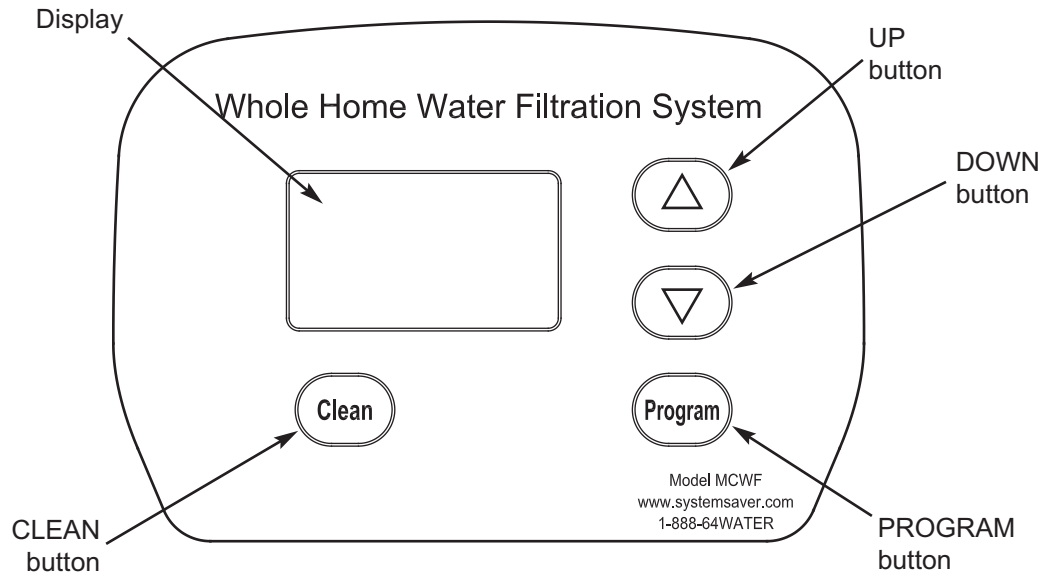 Display
UP
button
Whole Home Water Filtration System
DOWN
button
Clean
Program
Model MCWF
www.systemsaver.com
1-888-64WATER
CLEAN
button
PROGRAM
button